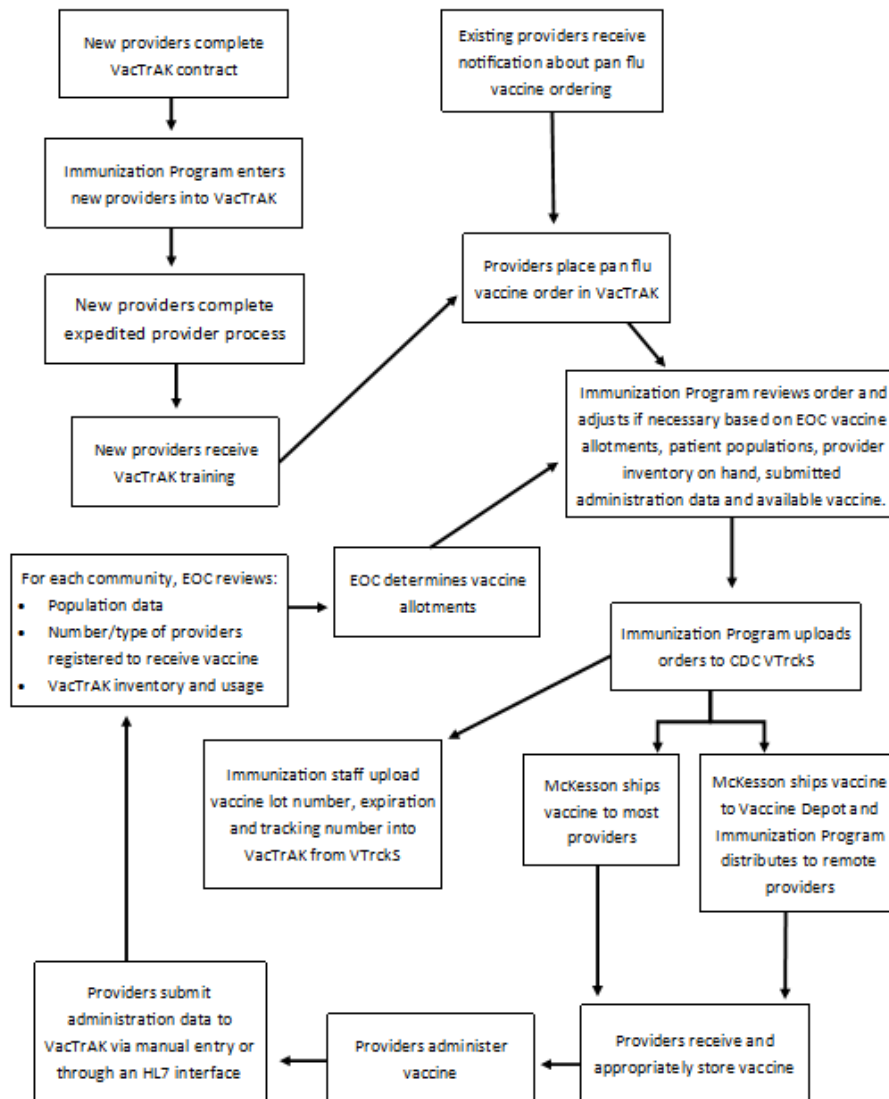 New providers complete
VacTrAK contract
Existing providers receive
notification about pan flu
vaccine ordering
Immunization Program enters
new providers into VacTrAK
Providers place pan flu
vaccine order in VacTrAK
New providers complete
expedited provider process
New providers receive
VacTrAK training
Immunization Program reviews order and
adjusts if necessary based on EOC vaccine
allotments, patient populations, provider
inventory on hand, submitted
administration data and available vaccine.
For each community, EOC reviews:
• Population data
• Number/type of providers
registered to receive vaccine
• VacTrAK inventory and usage
EOC determines vaccine
allotments
Immunization Program uploads
orders to CDC VTrckS
Immunization staff upload
vaccine lot number, expiration
and tracking number into
VacTrAK from VTrckS
McKesson ships
vaccine to most
providers
McKesson ships vaccine
to Vaccine Depot and
Immunization Program
distributes to remote
providers
Providers submit
administration data to
VacTrAK via manual entry or
through an HL7 interface
Providers administer
vaccine
Providers receive and
appropriately store vaccine